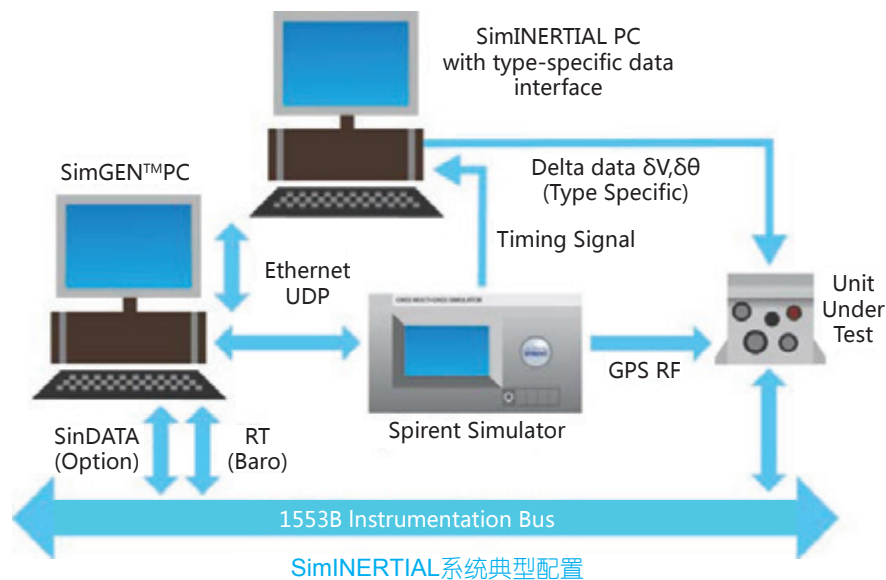 SimINERTIAL PC
with type-specific data
interface
SimGEN™PC
Delta data δV,δθ
(Type Specific)
Timing Signal
Ethernet
UDP
Unit
Under
Test
GPS RF
Spirent Simulator
SinDATA
(Option)
RT
(Baro)
1553B Instrumentation Bus
SimINERTIAL系统典型配置